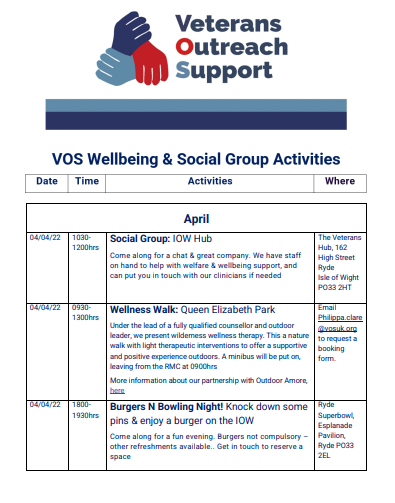 Veterans
Outreach
Support
VOS Wellbeing & Social Group Activities
Date Time Activities Where
April
04/04/22
1030-
1200hrs
Social Group: IOW Hub
Come along for a chat & great company. We have staff
on hand to help with welfare & wellbeing support, and
can put you in touch with our clinicians if needed
The Veterans
Hub, 162
High Street
Ryde
Isle of Wight
PO33 2HT
04/04/22
0930-
1300hrs
Wellness Walk: Queen Elizabeth Park
Under the lead of a fully qualified counsellor and outdoor
leader, we present wilderness wellness therapy. This a nature
walk with light therapeutic interventions to offer a supportive
and positive experience outdoors. A minibus will be put on,
leaving from the RMC at 0900hrs
More information about our partnership with Outdoor Amore,
here
Email
Philippa.clare
@vosuk.org
to request a
booking
form.
04/04/22
1800-
1930hrs
Burgers N Bowling Night! Knock down some
pins & enjoy a burger on the IOW
Come along for a fun evening. Burgers not compulsory –
other refreshments available.. Get in touch to reserve a
space
Ryde
Superbowl,
Esplanade
Pavilion,
Ryde PO33
2EL